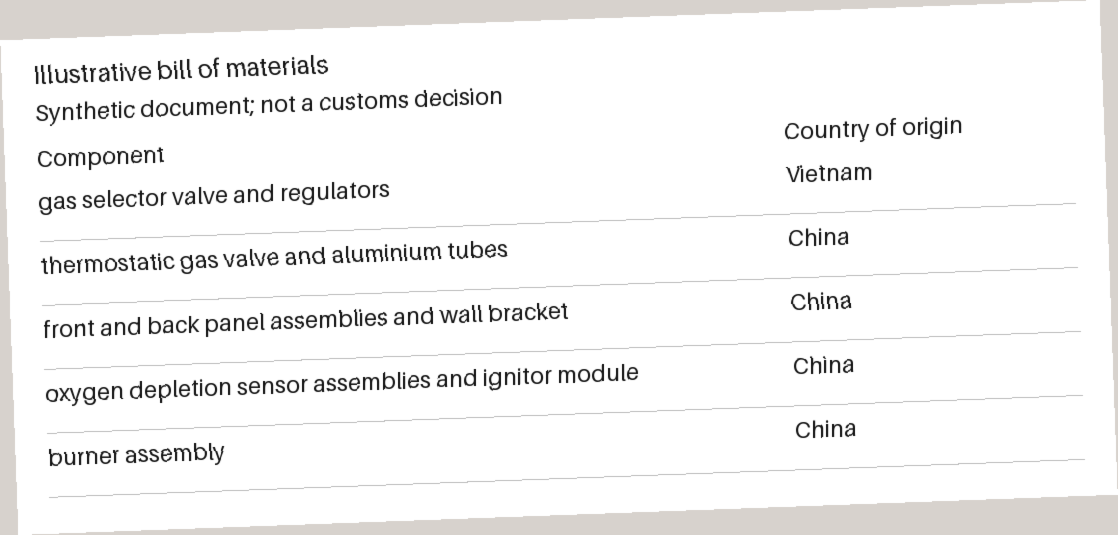 Illustrative bill of materials
Synthetic document; not a customs decision
Component Country of origin
gas selector valve and regulators Vietnam
thermostatic gas valve and aluminium tubes China
front and back panel assemblies and wall bracket China
oxygen depletion sensor assemblies and ignitor module China
burner assembly China